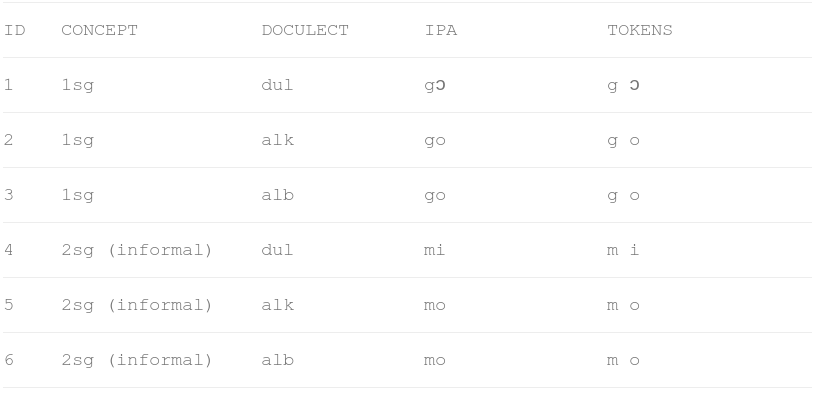 ID CONCEPT DOCULECT IPA TOKENS
1 1sg dul gɔ g ɔ
2 1sg alk go g o
3 1sg alb go g o
4 2sg (informal) dul mi m i
5 2sg (informal) alk mo m o
6 2sg (informal) alb mo m o